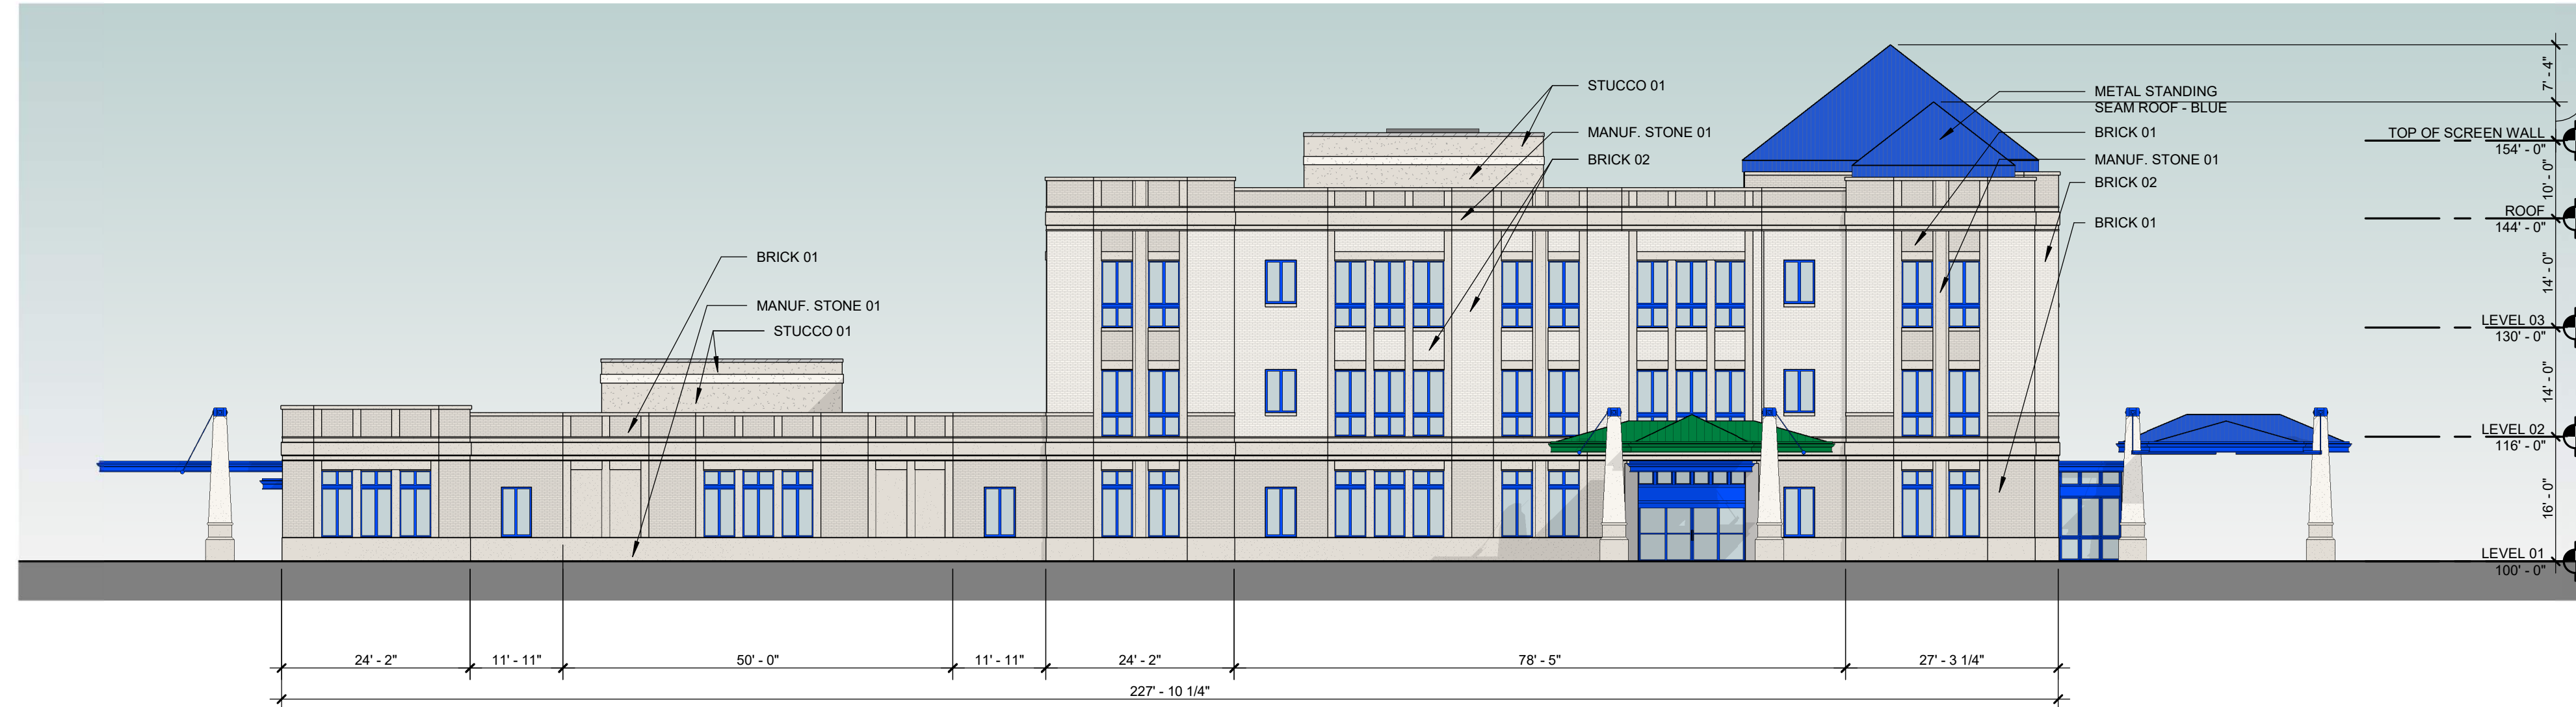 STUCCO 01
MANUF. STONE 01
BRICK 02
METAL STANDING
SEAM ROOF - BLUE
BRICK 01
MANUF. STONE 01
BRICK 02
BRICK 01
BRICK 01
MANUF. STONE 01
STUCCO 01
7' - 4"
TOP OF SCREEN WALL
154' - 0"
10' - 0"
ROOF
144' - 0"
14' - 0"
LEVEL 03
130' - 0"
14' - 0"
LEVEL 02
116' - 0"
16' - 0"
LEVEL 01
100' - 0"
24' - 2"
11' - 11"
50' - 0"
11' - 11"
24' - 2"
78' - 5"
27' - 3 1/4"
227' - 10 1/4"